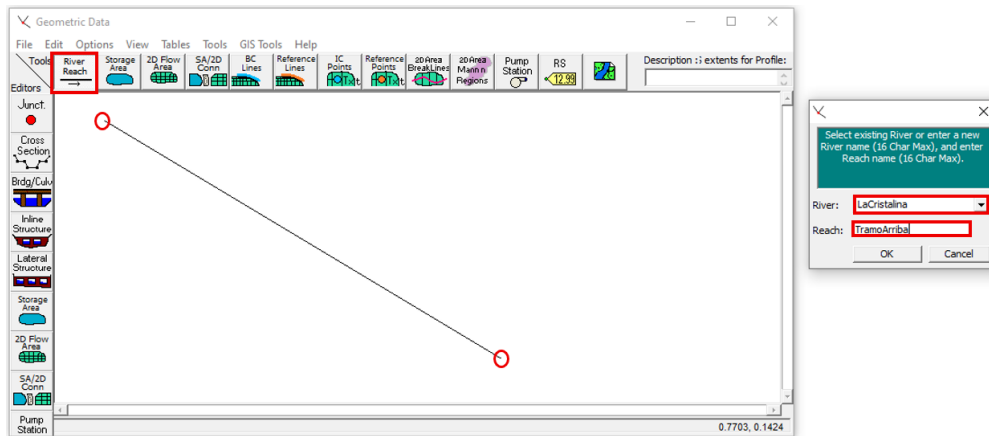 Geometric Data
File Edit Options View Tables Tools GIS Tools Help
Tools
Editors
River
Reach
Storage
Area
2D Flow
Area
SA/2D
Conn
BC
Lines
Reference
Lines
IC
Points
Reference
Points
2D Area
BreakLines
2D Area
Mann n
Regions
Pump
Station
RS
12.99
Description :
extents for Profile:
Junct.
Cross
Section
Brdg/Culv
Inline
Structure
Lateral
Structure
Storage
Area
2D Flow
Area
SA/2D
Conn
Pump
Station
0.7703, 0.1424
Select existing River or enter a new
River name (16 Char Max), and enter
Reach name (16 Char Max).
River: LaCristalina
Reach: TramoArriba
OK Cancel